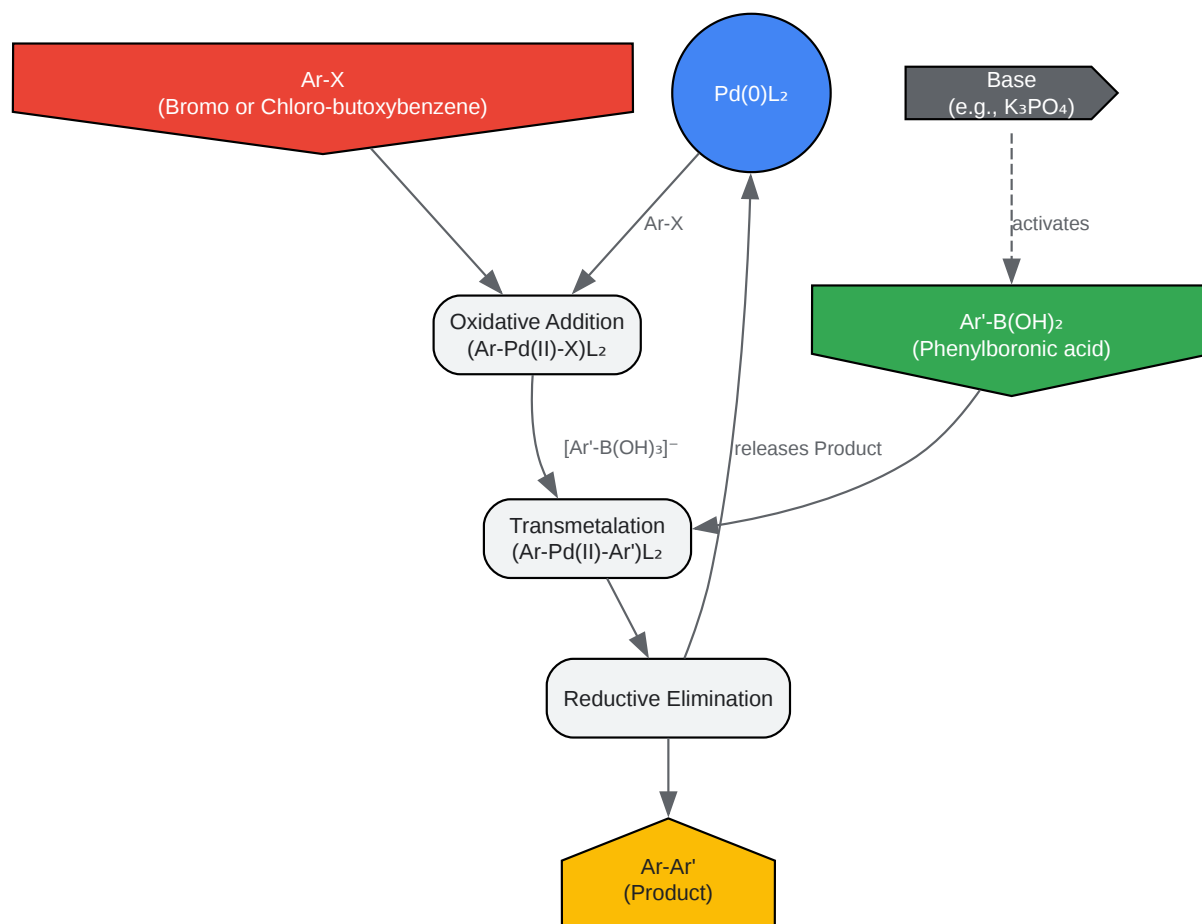 Ar-X
(Bromo or Chloro-butoxybenzene)
Pd(0)L₂
Base
(e.g., K₃PO₄)
Ar-X
activates
Oxidative Addition
(Ar-Pd(II)-X)L₂
Ar'-B(OH)₂
(Phenylboronic acid)
[Ar'-B(OH)₃]⁻
releases Product
Transmetalation
(Ar-Pd(II)-Ar')L₂
Reductive Elimination
Ar-Ar'
(Product)